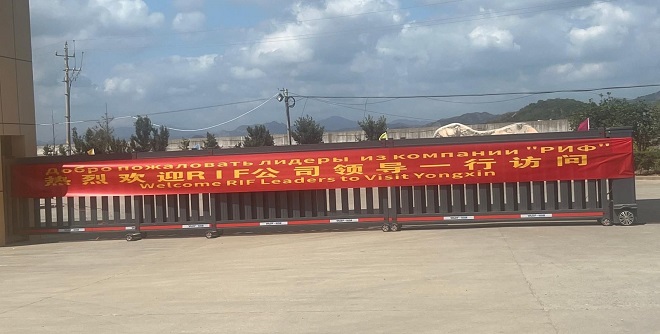 Добро пожаловать лидеры из компании "РИФ"
热烈欢迎RIF公司领导一行访问
Welcome RIF Leaders to Visit Yongxin